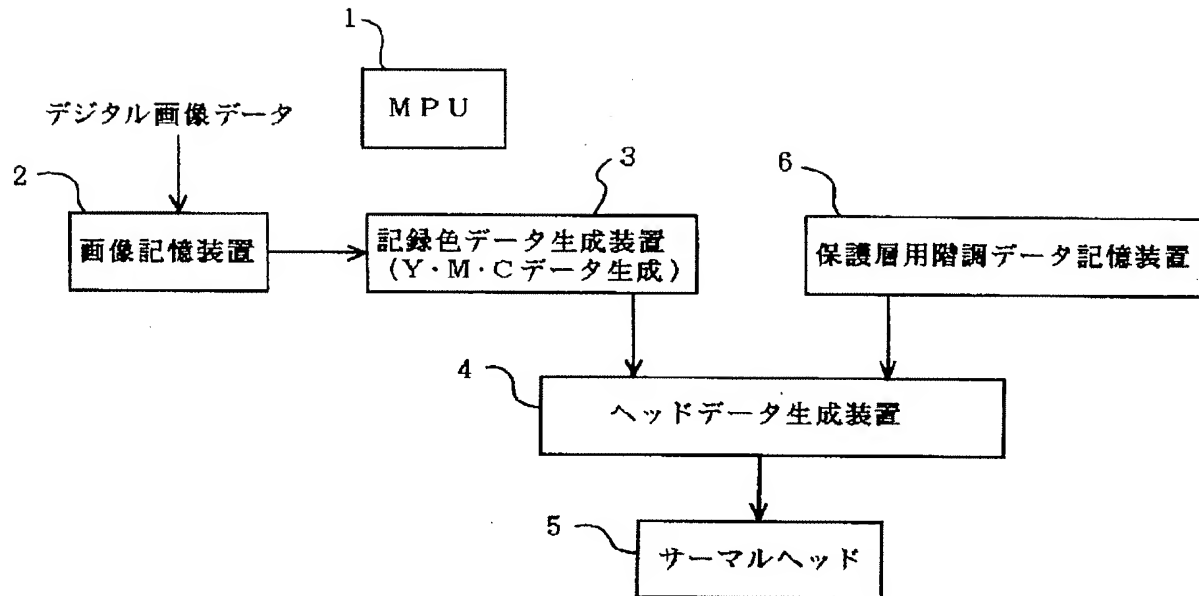 1
MPU
デジタル画像データ
2
画像記憶装置
3
記録色データ生成装置
(Y・M・Cデータ生成)
6
保護層用階調データ記憶装置
4
ヘッドデータ生成装置
5
サーマルヘッド